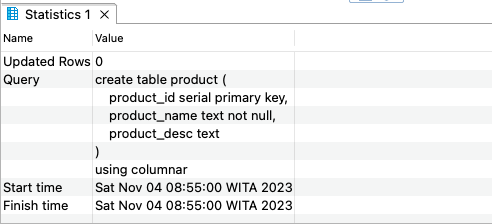 Statistics 1
Name Value
Updated Rows 0
Query create table product (
product_id serial primary key,
product_name text not null,
product_desc text
)
using columnar
Start time Sat Nov 04 08:55:00 WITA 2023
Finish time Sat Nov 04 08:55:00 WITA 2023